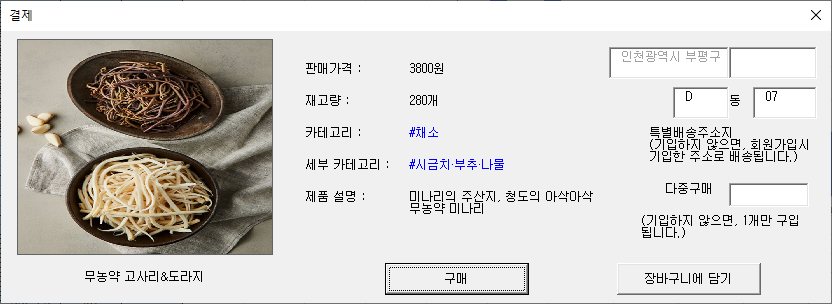 결제
판매가격 : 3800원
재고량 : 280개
카테고리 : #채소
세부 카테고리 : #시금치·부추·나물
제품 설명 : 미나리의 주산지, 청도의 아삭아삭
무농약 미나리
무농약 고사리&도라지
인천광역시 부평구
D 동 07
특별배송주소지
(기입하지 않으면, 회원가입시
기입한 주소로 배송됩니다.)
다중구매
(기입하지 않으면, 1개만 구입
됩니다.)
구매
장바구니에 담기